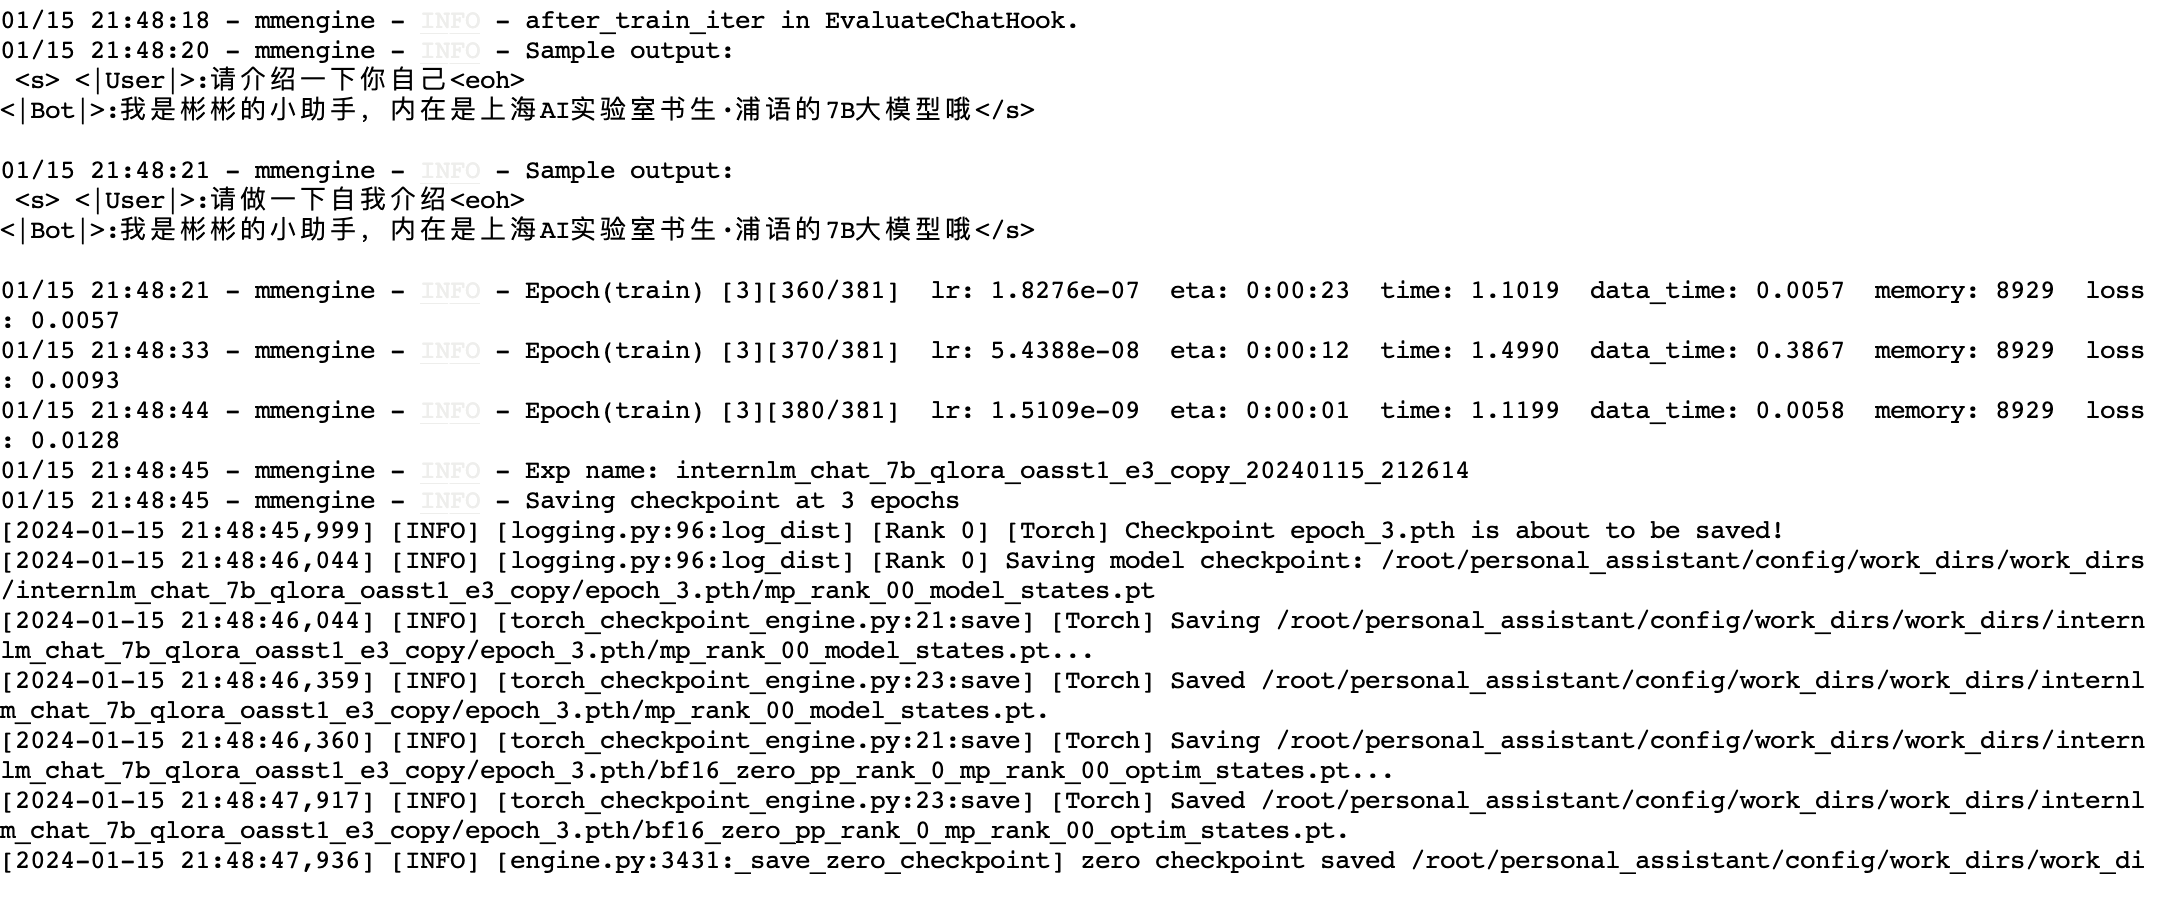 01/15 21:48:18 - mmengine - INFO - after_train_iter in EvaluateChatHook.
01/15 21:48:20 - mmengine - INFO - Sample output:
<s> <|User|>:请介绍一下你自己<eoh>
<|Bot|>:我是彬彬的小助手，内在是上海AI实验室书生·浦语的7B大模型哦</s>
01/15 21:48:21 - mmengine - INFO - Sample output:
<s> <|User|>:请做一下自我介绍<eoh>
<|Bot|>:我是彬彬的小助手，内在是上海AI实验室书生·浦语的7B大模型哦</s>
01/15 21:48:21 - mmengine - INFO - Epoch(train) [3][360/381]  lr: 1.8276e-07  eta: 0:00:23  time: 1.1019  data_time: 0.0057  memory: 8929  loss
: 0.0057
01/15 21:48:33 - mmengine - INFO - Epoch(train) [3][370/381]  lr: 5.4388e-08  eta: 0:00:12  time: 1.4990  data_time: 0.3867  memory: 8929  loss
: 0.0093
01/15 21:48:44 - mmengine - INFO - Epoch(train) [3][380/381]  lr: 1.5109e-09  eta: 0:00:01  time: 1.1199  data_time: 0.0058  memory: 8929  loss
: 0.0128
01/15 21:48:45 - mmengine - INFO - Exp name: internlm_chat_7b_qlora_oasst1_e3_copy_20240115_212614
01/15 21:48:45 - mmengine - INFO - Saving checkpoint at 3 epochs
[2024-01-15 21:48:45,999] [INFO] [logging.py:96:log_dist] [Rank 0] [Torch] Checkpoint epoch_3.pth is about to be saved!
[2024-01-15 21:48:46,044] [INFO] [logging.py:96:log_dist] [Rank 0] Saving model checkpoint: /root/personal_assistant/config/work_dirs/work_dirs
/internlm_chat_7b_qlora_oasst1_e3_copy/epoch_3.pth/mp_rank_00_model_states.pt
[2024-01-15 21:48:46,044] [INFO] [torch_checkpoint_engine.py:21:save] [Torch] Saving /root/personal_assistant/config/work_dirs/work_dirs/intern
lm_chat_7b_qlora_oasst1_e3_copy/epoch_3.pth/mp_rank_00_model_states.pt...
[2024-01-15 21:48:46,359] [INFO] [torch_checkpoint_engine.py:23:save] [Torch] Saved /root/personal_assistant/config/work_dirs/work_dirs/internl
m_chat_7b_qlora_oasst1_e3_copy/epoch_3.pth/mp_rank_00_model_states.pt.
[2024-01-15 21:48:46,360] [INFO] [torch_checkpoint_engine.py:21:save] [Torch] Saving /root/personal_assistant/config/work_dirs/work_dirs/intern
lm_chat_7b_qlora_oasst1_e3_copy/epoch_3.pth/bf16_zero_pp_rank_0_mp_rank_00_optim_states.pt...
[2024-01-15 21:48:47,917] [INFO] [torch_checkpoint_engine.py:23:save] [Torch] Saved /root/personal_assistant/config/work_dirs/work_dirs/internl
m_chat_7b_qlora_oasst1_e3_copy/epoch_3.pth/bf16_zero_pp_rank_0_mp_rank_00_optim_states.pt.
[2024-01-15 21:48:47,936] [INFO] [engine.py:3431:_save_zero_checkpoint] zero checkpoint saved /root/personal_assistant/config/work_dirs/work_di